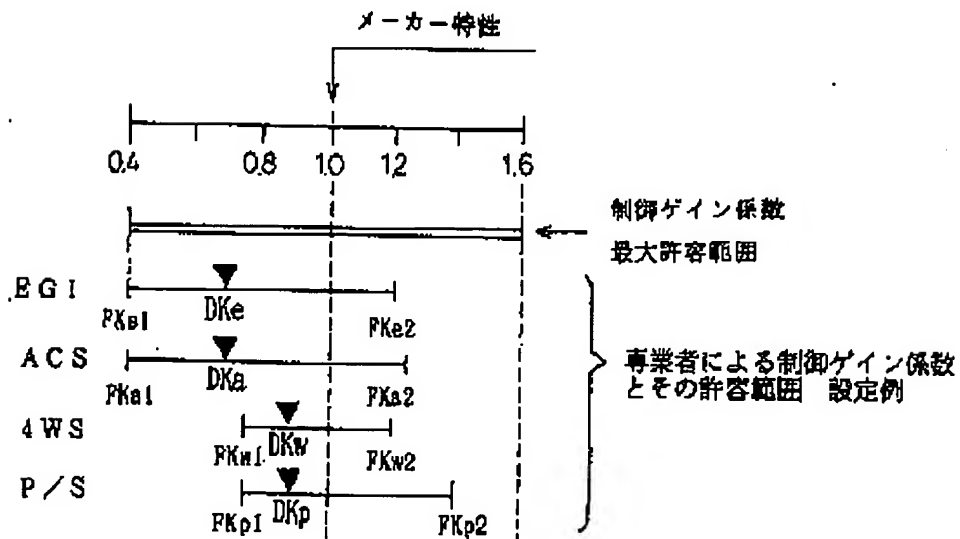 メーカー特性
0.4 0.8 1.0 1.2 1.6
制御ゲイン係数
最大許容範囲
EGI
DKe
FKe1 FKe2
ACS
DKa
FKa1 FKa2
専業者による制御ゲイン係数
とその許容範囲 設定例
4WS
DKw
FKw1 FKw2
P/S
DKp
FKp1 FKp2